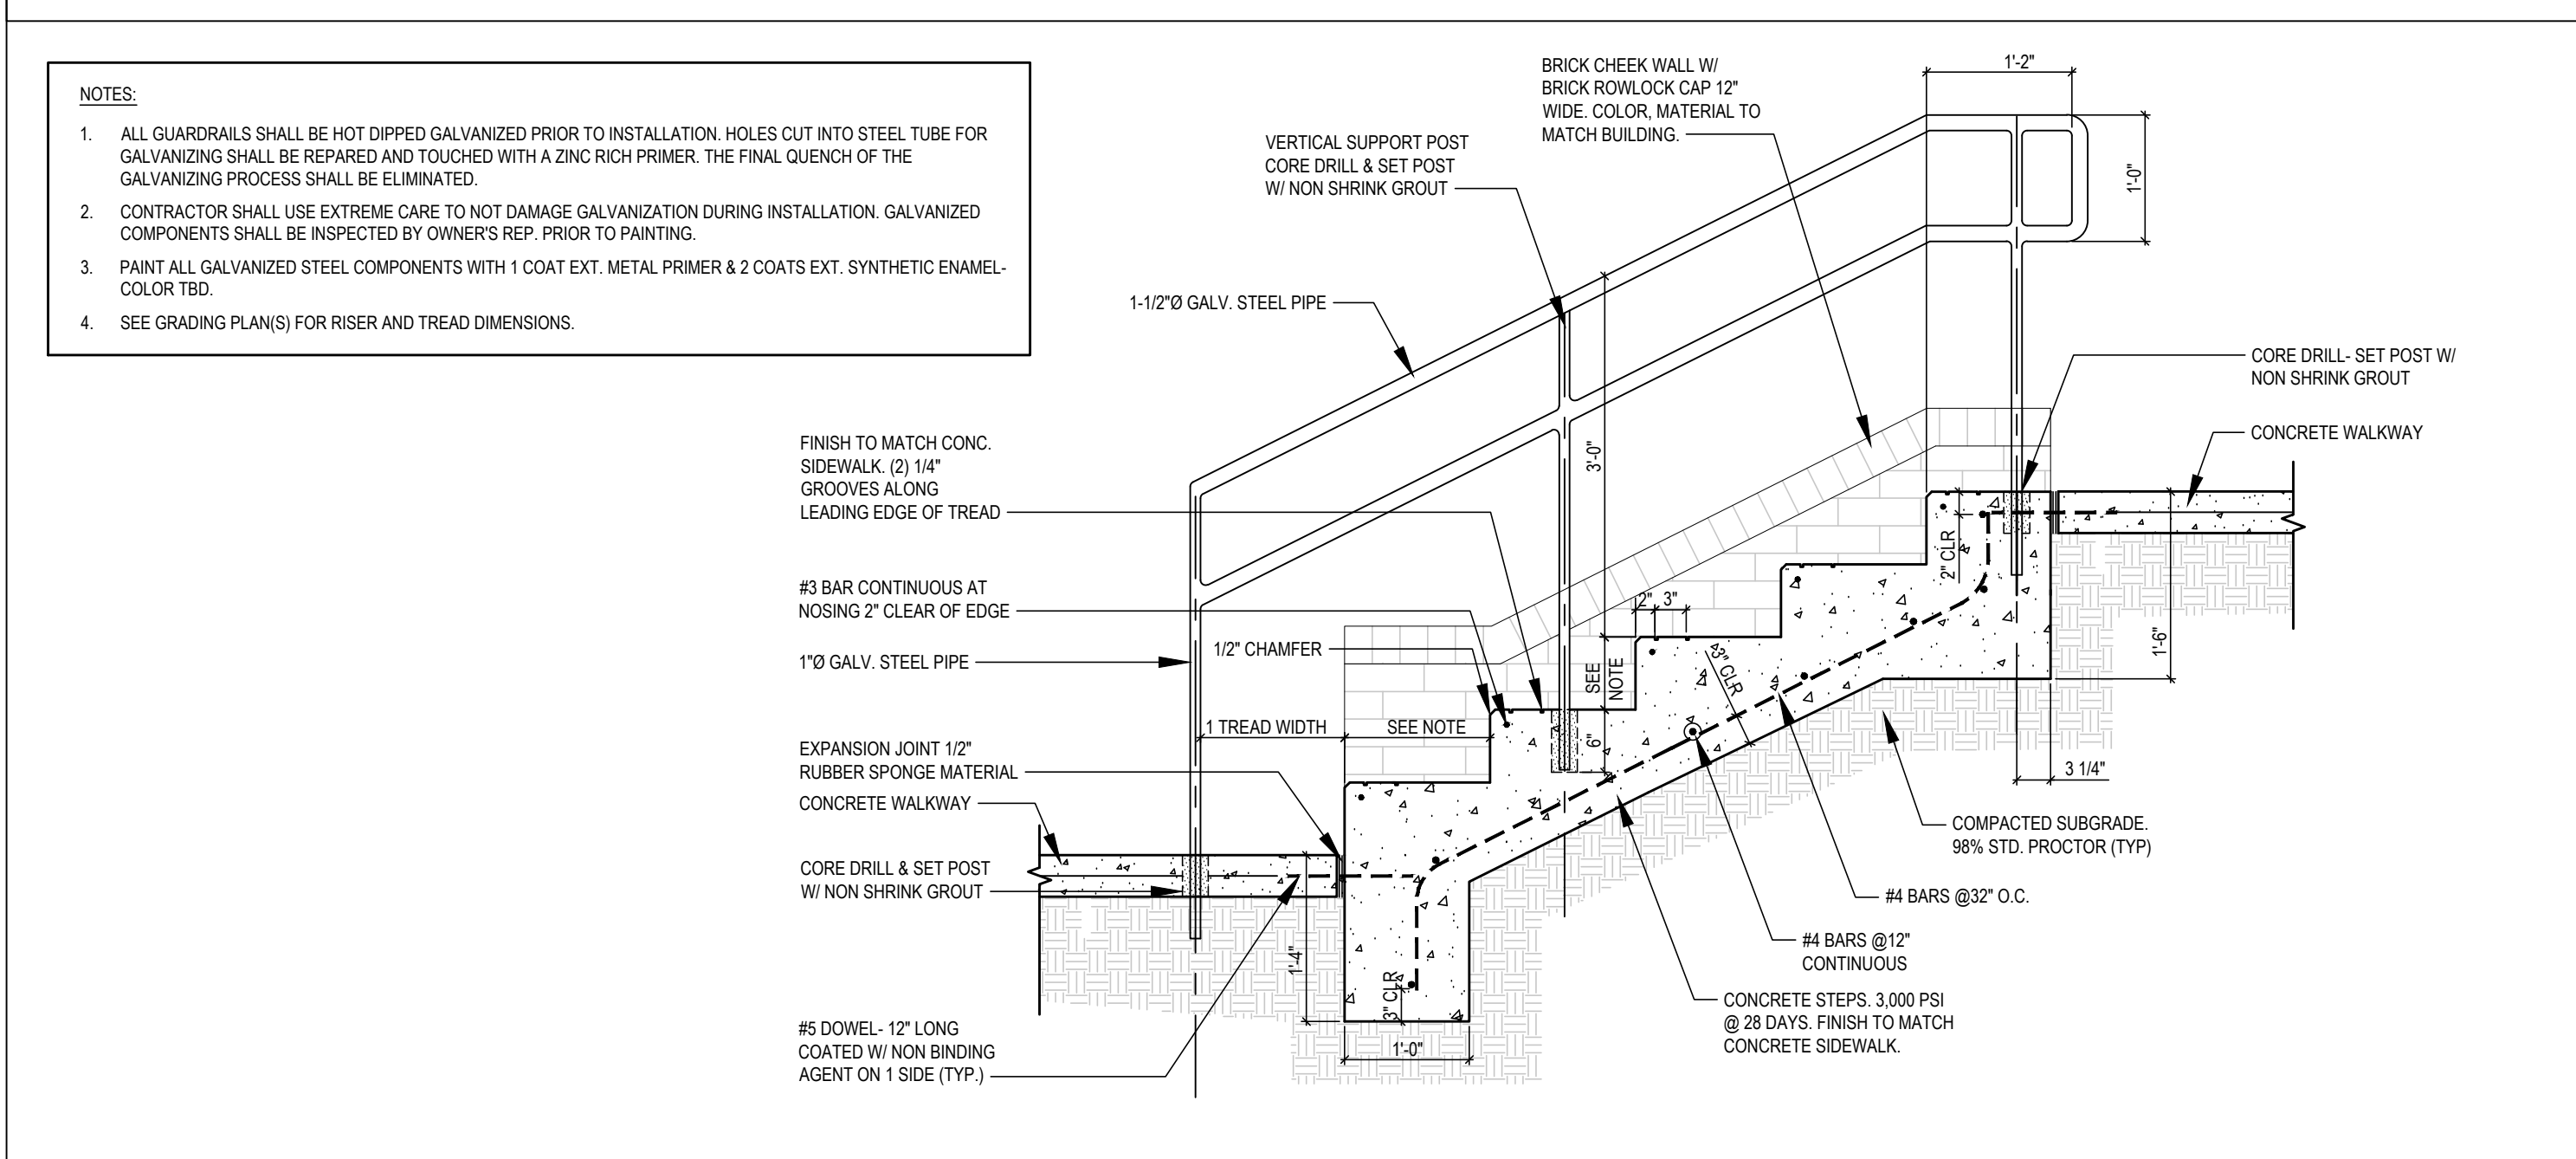 NOTES:
1. ALL GUARDRAILS SHALL BE HOT DIPPED GALVANIZED PRIOR TO INSTALLATION. HOLES CUT INTO STEEL TUBE FOR
GALVANIZING SHALL BE REPARED AND TOUCHED WITH A ZINC RICH PRIMER. THE FINAL QUENCH OF THE
GALVANIZING PROCESS SHALL BE ELIMINATED.
2. CONTRACTOR SHALL USE EXTREME CARE TO NOT DAMAGE GALVANIZATION DURING INSTALLATION. GALVANIZED
COMPONENTS SHALL BE INSPECTED BY OWNER'S REP. PRIOR TO PAINTING.
3. PAINT ALL GALVANIZED STEEL COMPONENTS WITH 1 COAT EXT. METAL PRIMER & 2 COATS EXT. SYNTHETIC ENAMEL-
COLOR TBD.
4. SEE GRADING PLAN(S) FOR RISER AND TREAD DIMENSIONS.
BRICK CHEEK WALL W/
BRICK ROWLOCK CAP 12"
WIDE. COLOR, MATERIAL TO
MATCH BUILDING.
1'-2"
1'-0"
VERTICAL SUPPORT POST
CORE DRILL & SET POST
W/ NON SHRINK GROUT
1-1/2"Ø GALV. STEEL PIPE
CORE DRILL- SET POST W/
NON SHRINK GROUT
CONCRETE WALKWAY
FINISH TO MATCH CONC.
SIDEWALK. (2) 1/4"
GROOVES ALONG
LEADING EDGE OF TREAD
3'-0"
2" CLR
#3 BAR CONTINUOUS AT
NOSING 2" CLEAR OF EDGE
2"
3"
1/2" CHAMFER
1"Ø GALV. STEEL PIPE
SEE
NOTE
3" CLR
1'-6"
1 TREAD WIDTH
SEE NOTE
6"
3 1/4"
EXPANSION JOINT 1/2"
RUBBER SPONGE MATERIAL
CONCRETE WALKWAY
CORE DRILL & SET POST
W/ NON SHRINK GROUT
COMPACTED SUBGRADE.
98% STD. PROCTOR (TYP)
#4 BARS @32" O.C.
#4 BARS @12"
CONTINUOUS
1'-4"
3" CLR
1'-0"
CONCRETE STEPS. 3,000 PSI
@ 28 DAYS. FINISH TO MATCH
CONCRETE SIDEWALK.
#5 DOWEL- 12" LONG
COATED W/ NON BINDING
AGENT ON 1 SIDE (TYP.)